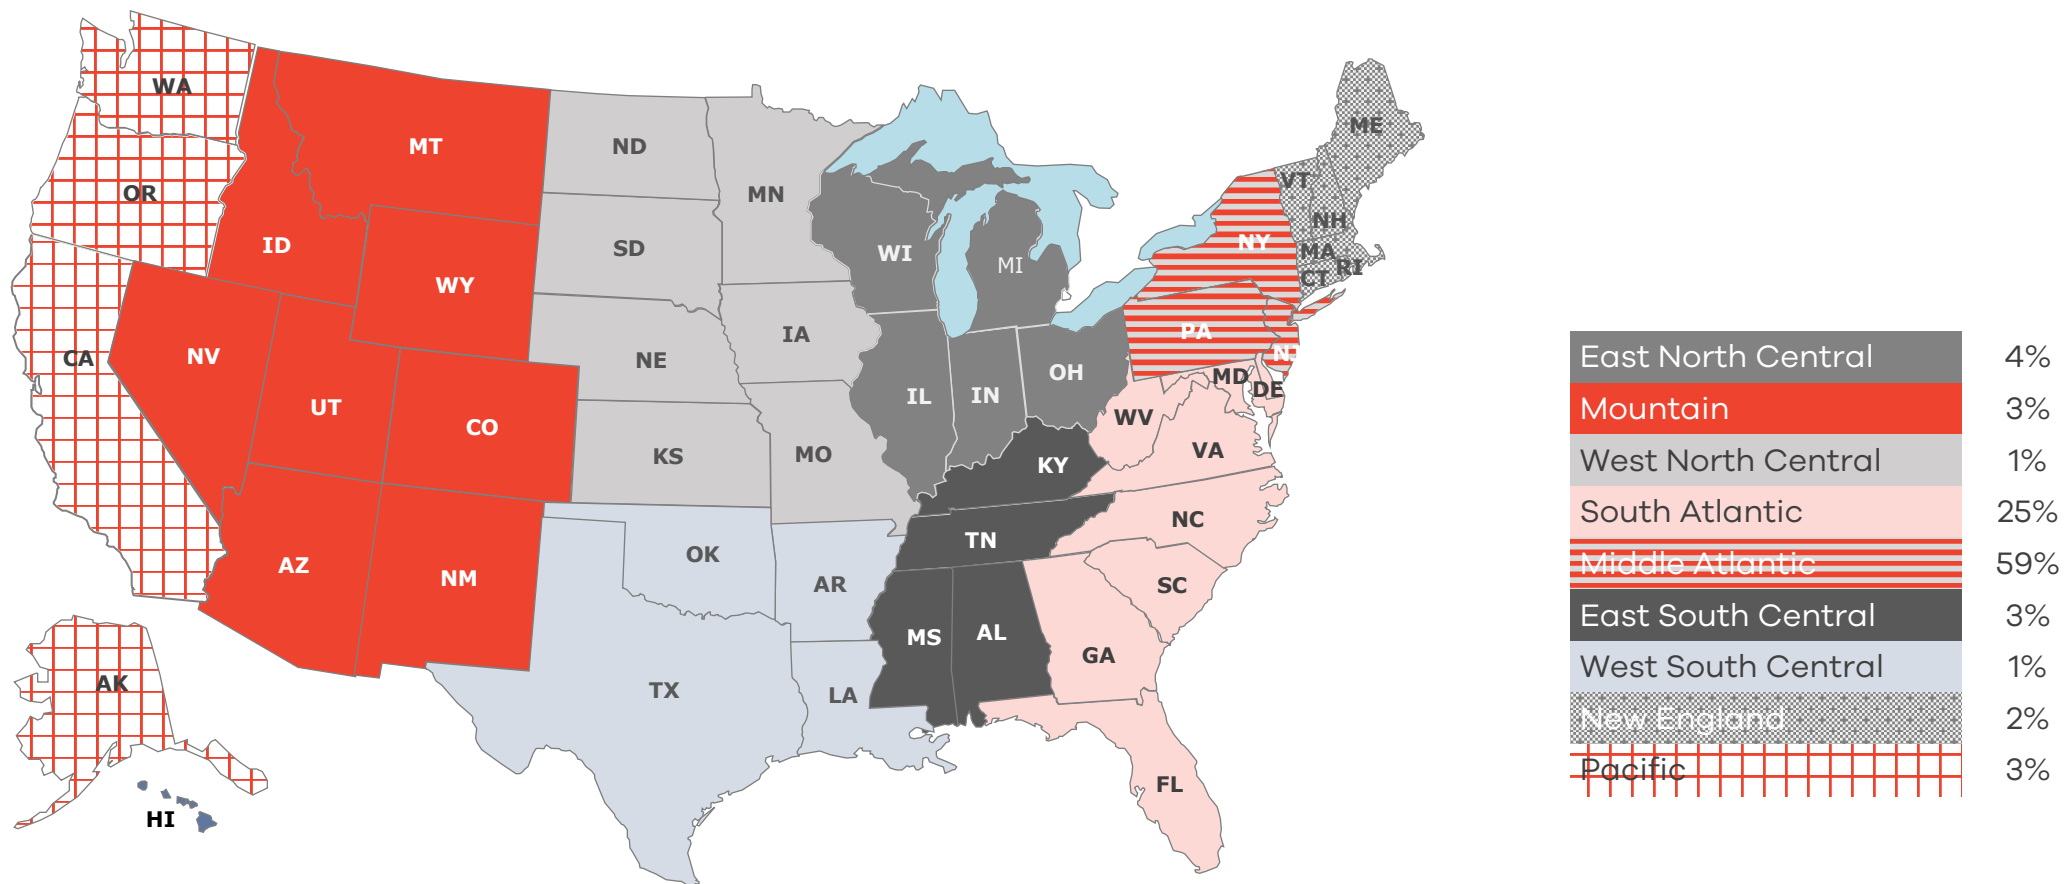 WA
OR
CA
MT
ID
WY
NV
UT
CO
AZ
NM
ND
SD
NE
KS
MN
IA
MO
OK
TX
AR
LA
WI
MI
IL
IN
OH
KY
TN
MS
AL
NY
PA
NJ
ME
VT
NH
MA
RI
CT
MD
DE
WV
VA
NC
SC
GA
FL
AK
HI
East North Central 4%
Mountain 3%
West North Central 1%
South Atlantic 25%
Middle Atlantic 59%
East South Central 3%
West South Central 1%
New England 2%
Pacific 3%